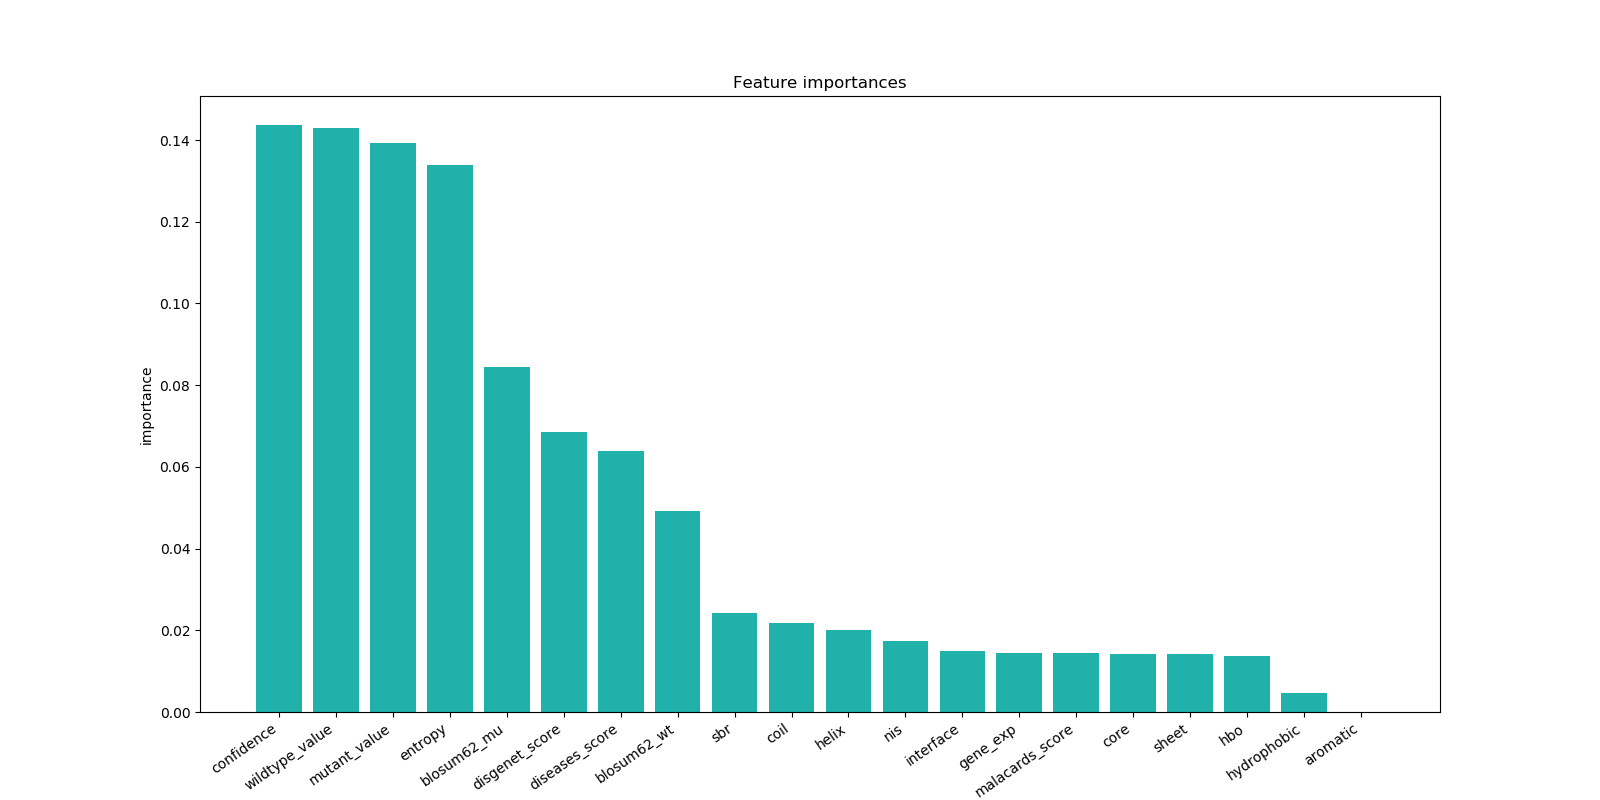 Feature importances
importance
0.14
0.12
0.10
0.08
0.06
0.04
0.02
0.00
confidence
wildtype_value
mutant_value
entropy
blosum62_mu
disgenet_score
diseases_score
blosum62_wt
sbr
coil
helix
nis
interface
gene_exp
malacards_score
core
sheet
hbo
hydrophobic
aromatic